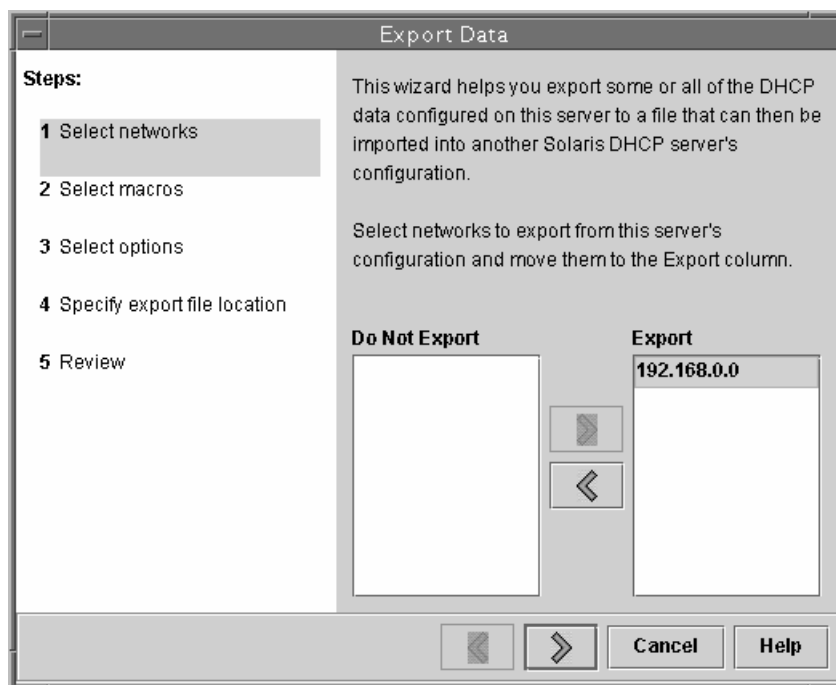 Export Data
Steps:
1 Select networks
2 Select macros
3 Select options
4 Specify export file location
5 Review
This wizard helps you export some or all of the DHCP
data configured on this server to a file that can then be
imported into another Solaris DHCP server's
configuration.
Select networks to export from this server's
configuration and move them to the Export column.
Do Not Export
Export
192.168.0.0
Cancel
Help